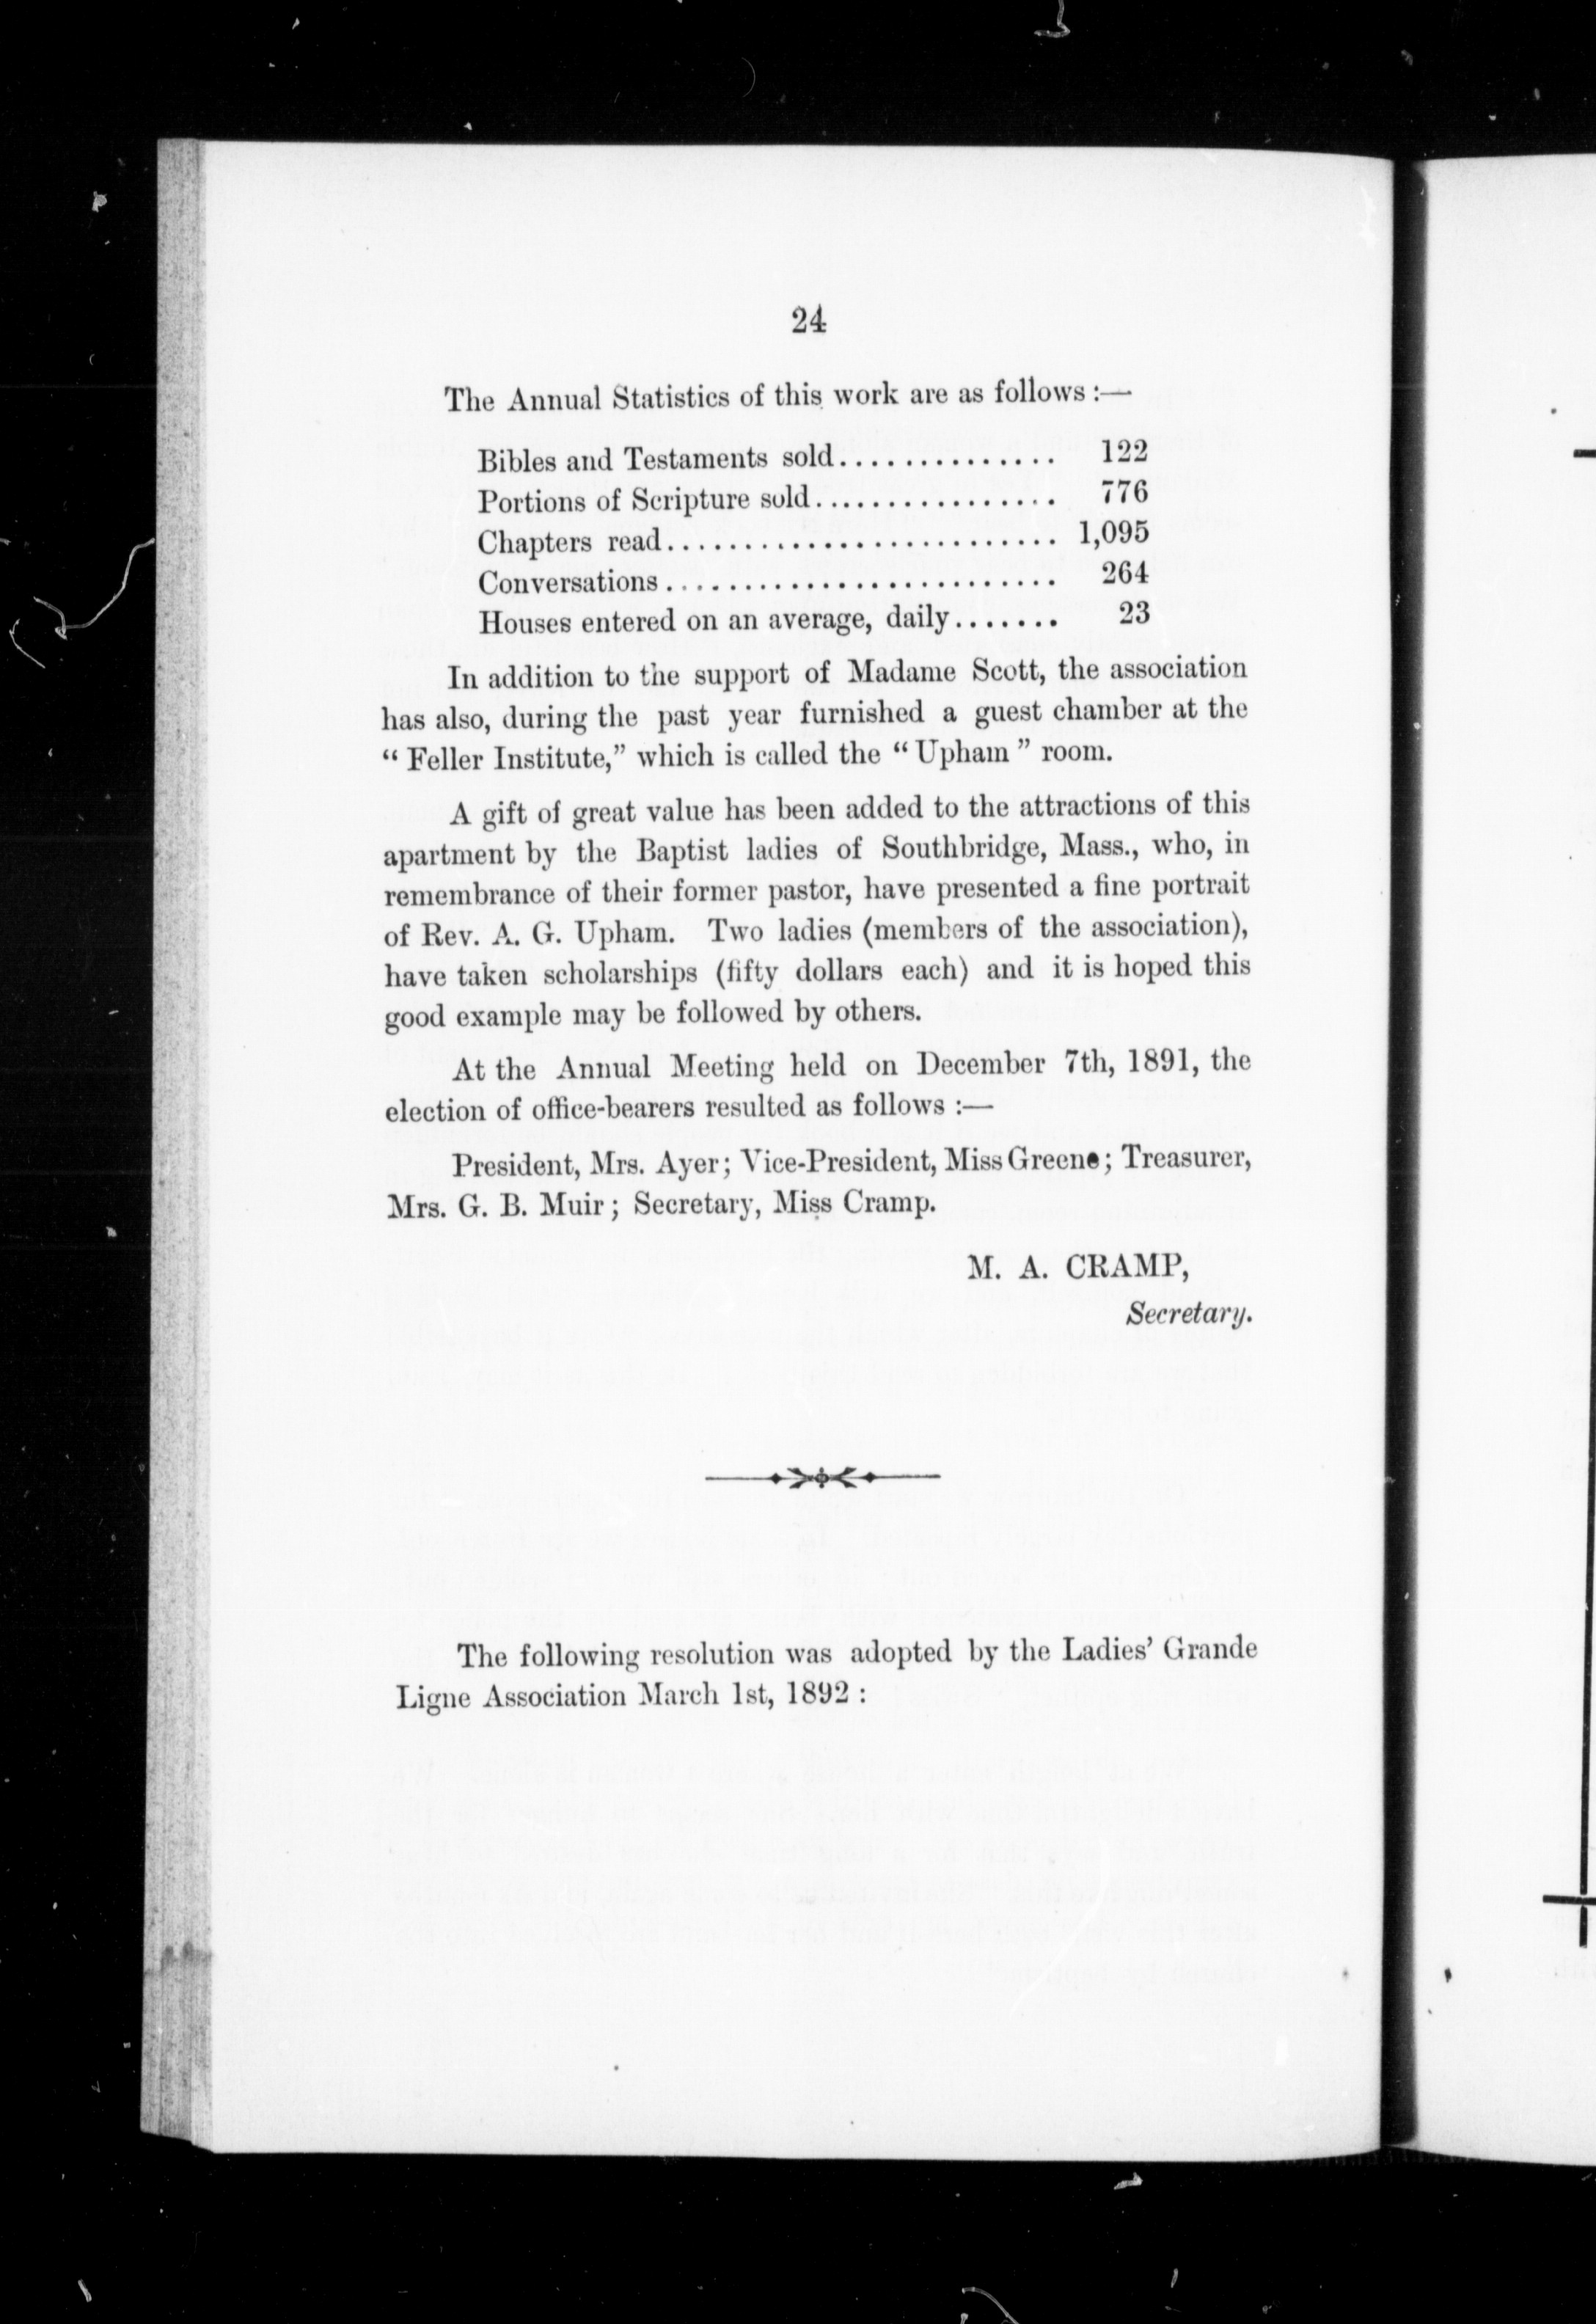 24
The Annual Statistics of this work are as follows :—
Bibles and Testaments sold.............. 122
Portions of Scripture sold................ 776
Chapters read......................... 1,095
Conversations......................... 264
Houses entered on an average, daily....... 23
In addition to the support of Madame Scott, the association
has also, during the past year furnished a guest chamber at the
“ Feller Institute,” which is called the “ Upham ” room.
A gift of great value has been added to the attractions of this
apartment by the Baptist ladies of Southbridge, Mass., who, in
remembrance of their former pastor, have presented a fine portrait
of Rev. A. G. Upham. Two ladies (members of the association),
have taken scholarships (fifty dollars each) and it is hoped this
good example may be followed by others.
At the Annual Meeting held on December 7th, 1891, the
election of office-bearers resulted as follows :—
President, Mrs. Ayer; Vice-President, Miss Greene; Treasurer,
Mrs. G. B. Muir; Secretary, Miss Cramp.
M. A. CRAMP,
Secretary.
The following resolution was adopted by the Ladies’ Grande
Ligne Association March 1st, 1892 :